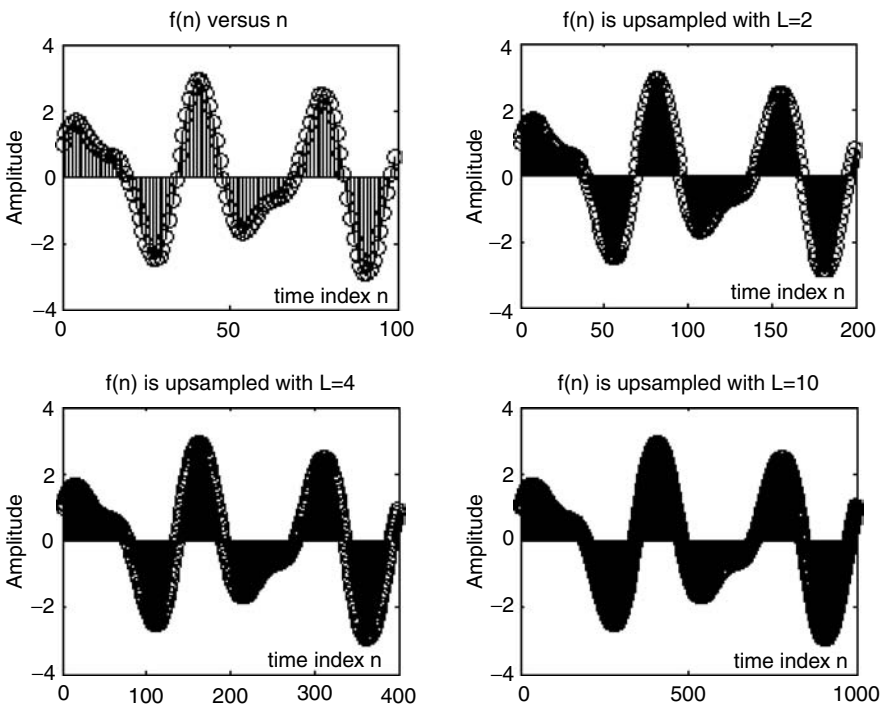 f(n) versus n
4
2
0
−2
−4
Amplitude
time index n
0 50 100
f(n) is upsampled with L=2
4
2
0
−2
−4
Amplitude
time index n
0 50 100 150 200
f(n) is upsampled with L=4
4
2
0
−2
−4
Amplitude
time index n
0 100 200 300 400
f(n) is upsampled with L=10
4
2
0
−2
−4
Amplitude
time index n
0 500 1000